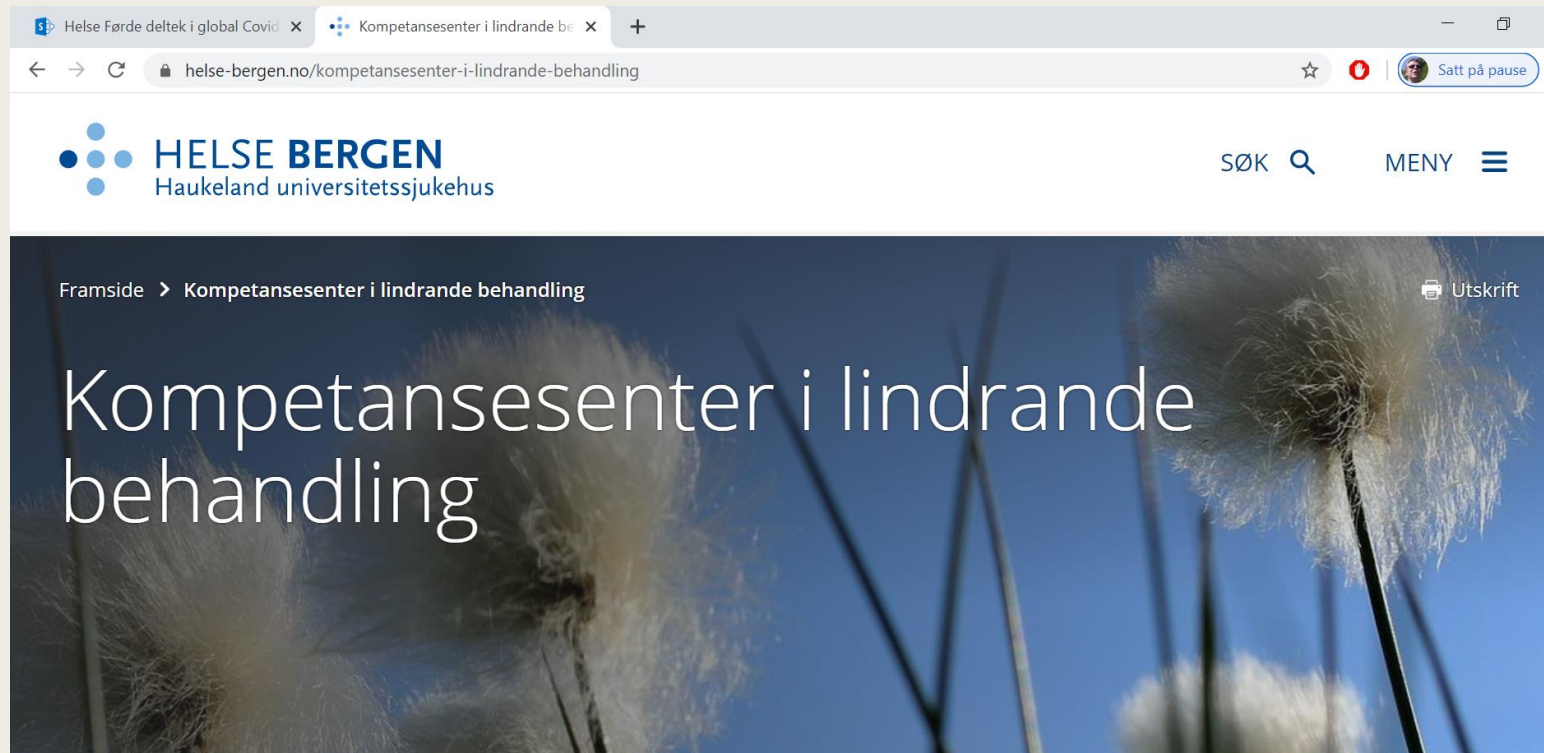 Helse Førde deltek i global Covid
Kompetansesenter i lindrande be
helse-bergen.no/kompetansesenter-i-lindrande-behandling
Satt på pause
HELSE BERGEN
Haukeland universitetssjukehus
SØK
MENY
Framside > Kompetansesenter i lindrande behandling
Utskrift
Kompetansesenter i lindrande
behandling